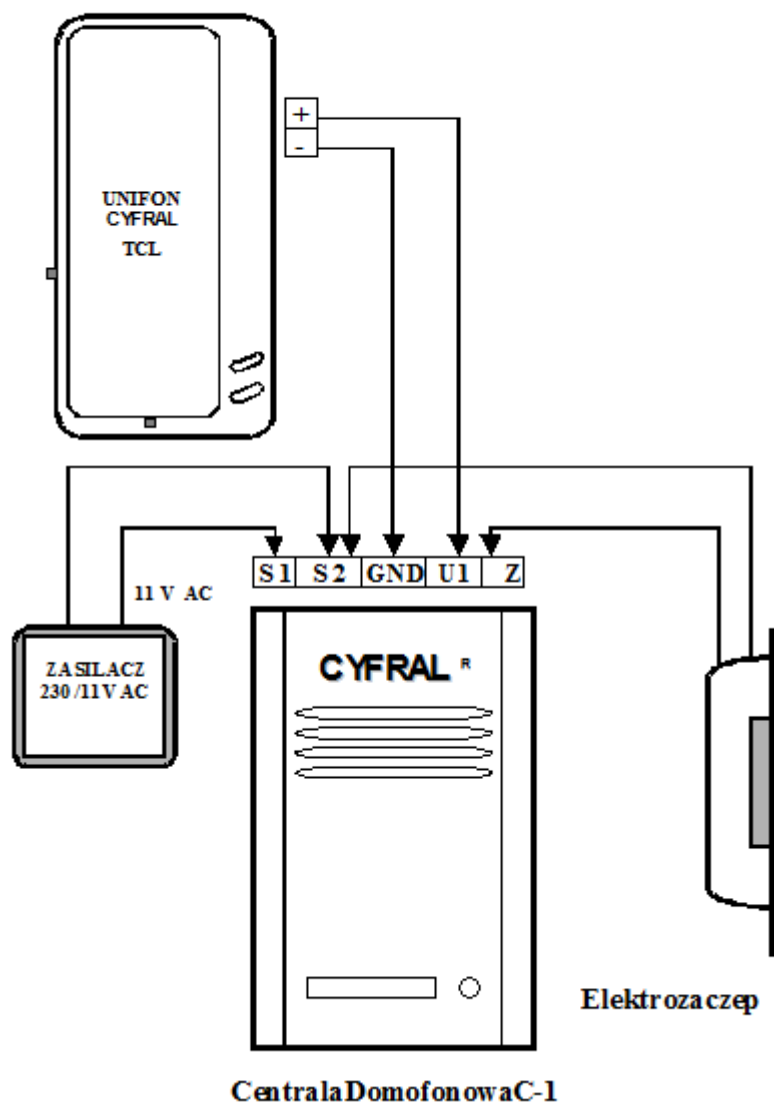 +
-
UNIFON
CYFRAL
TCL
S1 S2 GND U1 Z
11 V AC
ZASILACZ
230/11V AC
CYFRAL R
Elektrozaczep
CentralaDomofonowaC-1